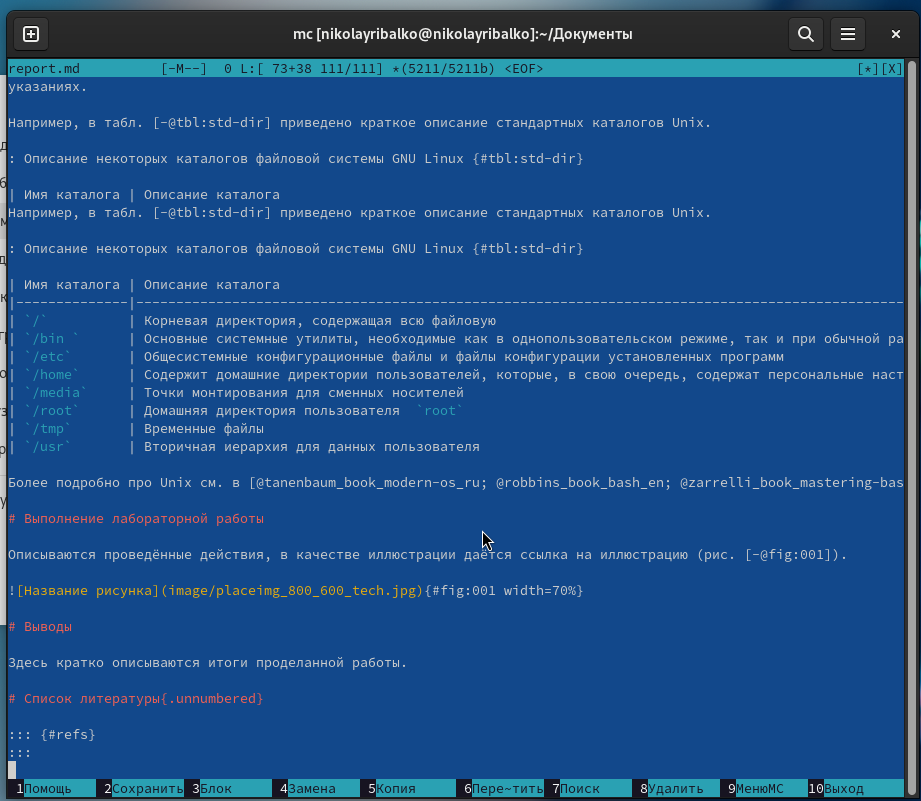 mc [nikolayribalko@nikolayribalko]:~/Документы
report.md [-M--] 0 L:[ 73+38 111/111] *(5211/5211b) <EOF> [*][X]
указаниях.
Например, в табл. [-@tbl:std-dir] приведено краткое описание стандартных каталогов Unix.
: Описание некоторых каталогов файловой системы GNU Linux {#tbl:std-dir}
| Имя каталога | Описание каталога
Например, в табл. [-@tbl:std-dir] приведено краткое описание стандартных каталогов Unix.
: Описание некоторых каталогов файловой системы GNU Linux {#tbl:std-dir}
| Имя каталога | Описание каталога
|--------------|------------------------------------------------------------------------------------------------
| `/` | Корневая директория, содержащая всю файловую
| `/bin ` | Основные системные утилиты, необходимые как в однопользовательском режиме, так и при обычной ра
| `/etc` | Общесистемные конфигурационные файлы и файлы конфигурации установленных программ
| `/home` | Содержит домашние директории пользователей, которые, в свою очередь, содержат персональные наст
| `/media` | Точки монтирования для сменных носителей
| `/root` | Домашняя директория пользователя `root`
| `/tmp` | Временные файлы
| `/usr` | Вторичная иерархия для данных пользователя
Более подробно про Unix см. в [@tanenbaum_book_modern-os_ru; @robbins_book_bash_en; @zarrelli_book_mastering-bas
# Выполнение лабораторной работы
Описываются проведённые действия, в качестве иллюстрации даётся ссылка на иллюстрацию (рис. [-@fig:001]).
![Название рисунка](image/placeimg_800_600_tech.jpg){#fig:001 width=70%}
# Выводы
Здесь кратко описываются итоги проделанной работы.
# Список литературы{.unnumbered}
::: {#refs}
:::
1Помощь 2Сохранить 3Блок 4Замена 5Копия 6Пере~тить 7Поиск 8Удалить 9МенюMC 10Выход